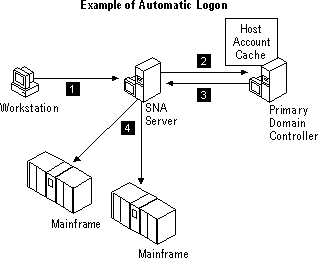 Example of Automatic Logon
Host
Account
Cache
2
1
3
Workstation
SNA
Server
Primary
Domain
Controller
4
Mainframe
Mainframe